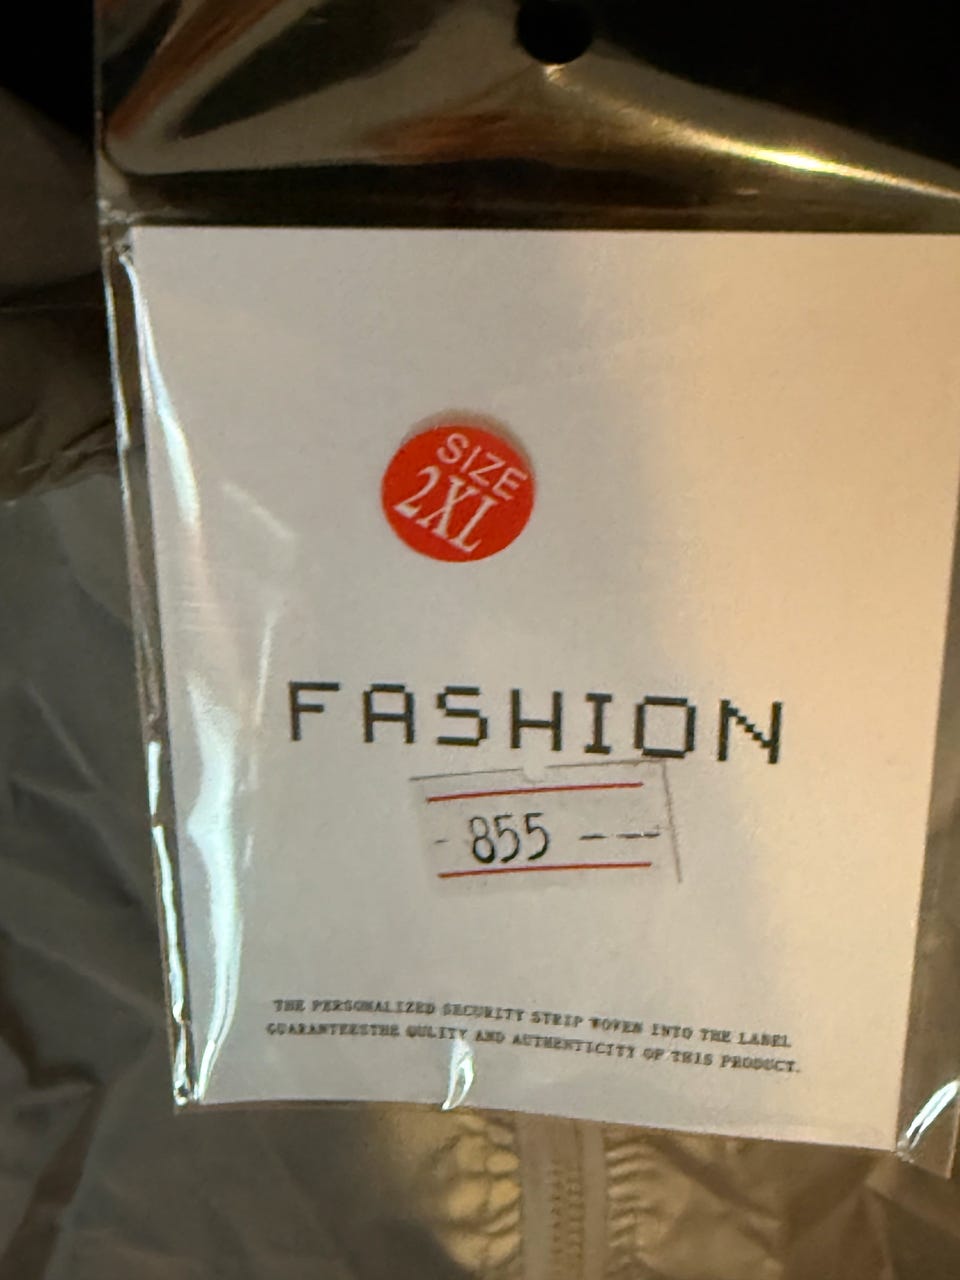 SIZE
2XL
FASHION
- 855 ---
THE PERSONALIZED SECURITY STRIP WOVEN INTO THE LABEL
GUARANTEESTHE QULITY AND AUTHENTICITY OF THIS PRODUCT.